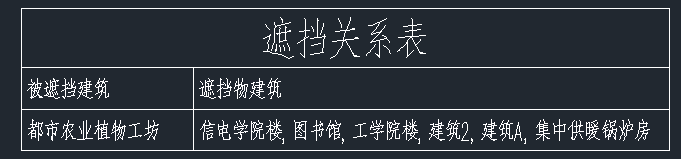 遮挡关系表
被遮挡建筑 遮挡物建筑
都市农业植物工坊 信电学院楼, 图书馆, 工学院楼, 建筑2, 建筑A, 集中供暖锅炉房